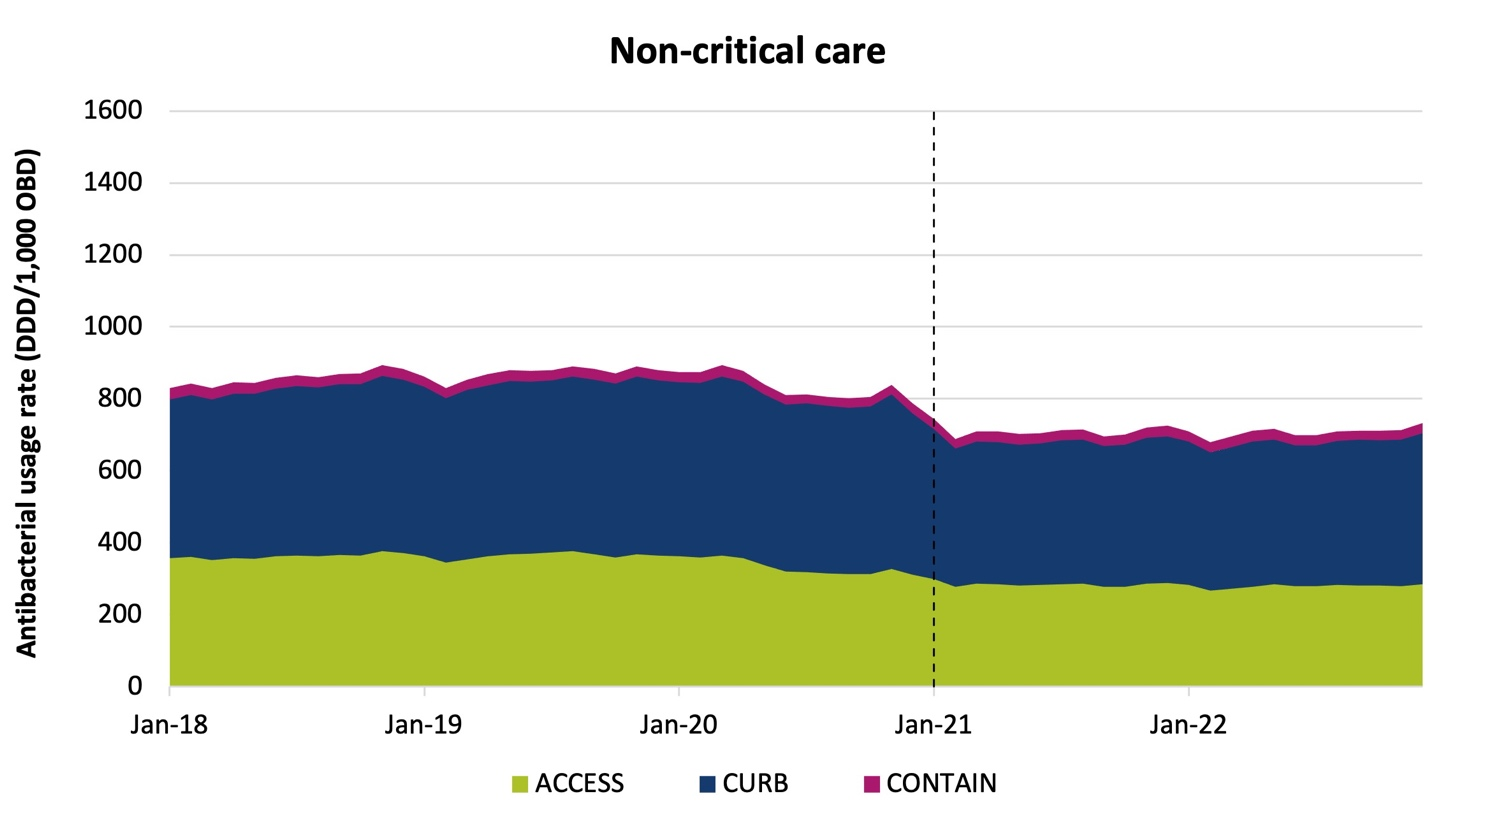 Non-critical care
Antibacterial usage rate (DDD/1,000 OBD)
1600
1400
1200
1000
800
600
400
200
0
Jan-18 Jan-19 Jan-20 Jan-21 Jan-22
ACCESS CURB CONTAIN